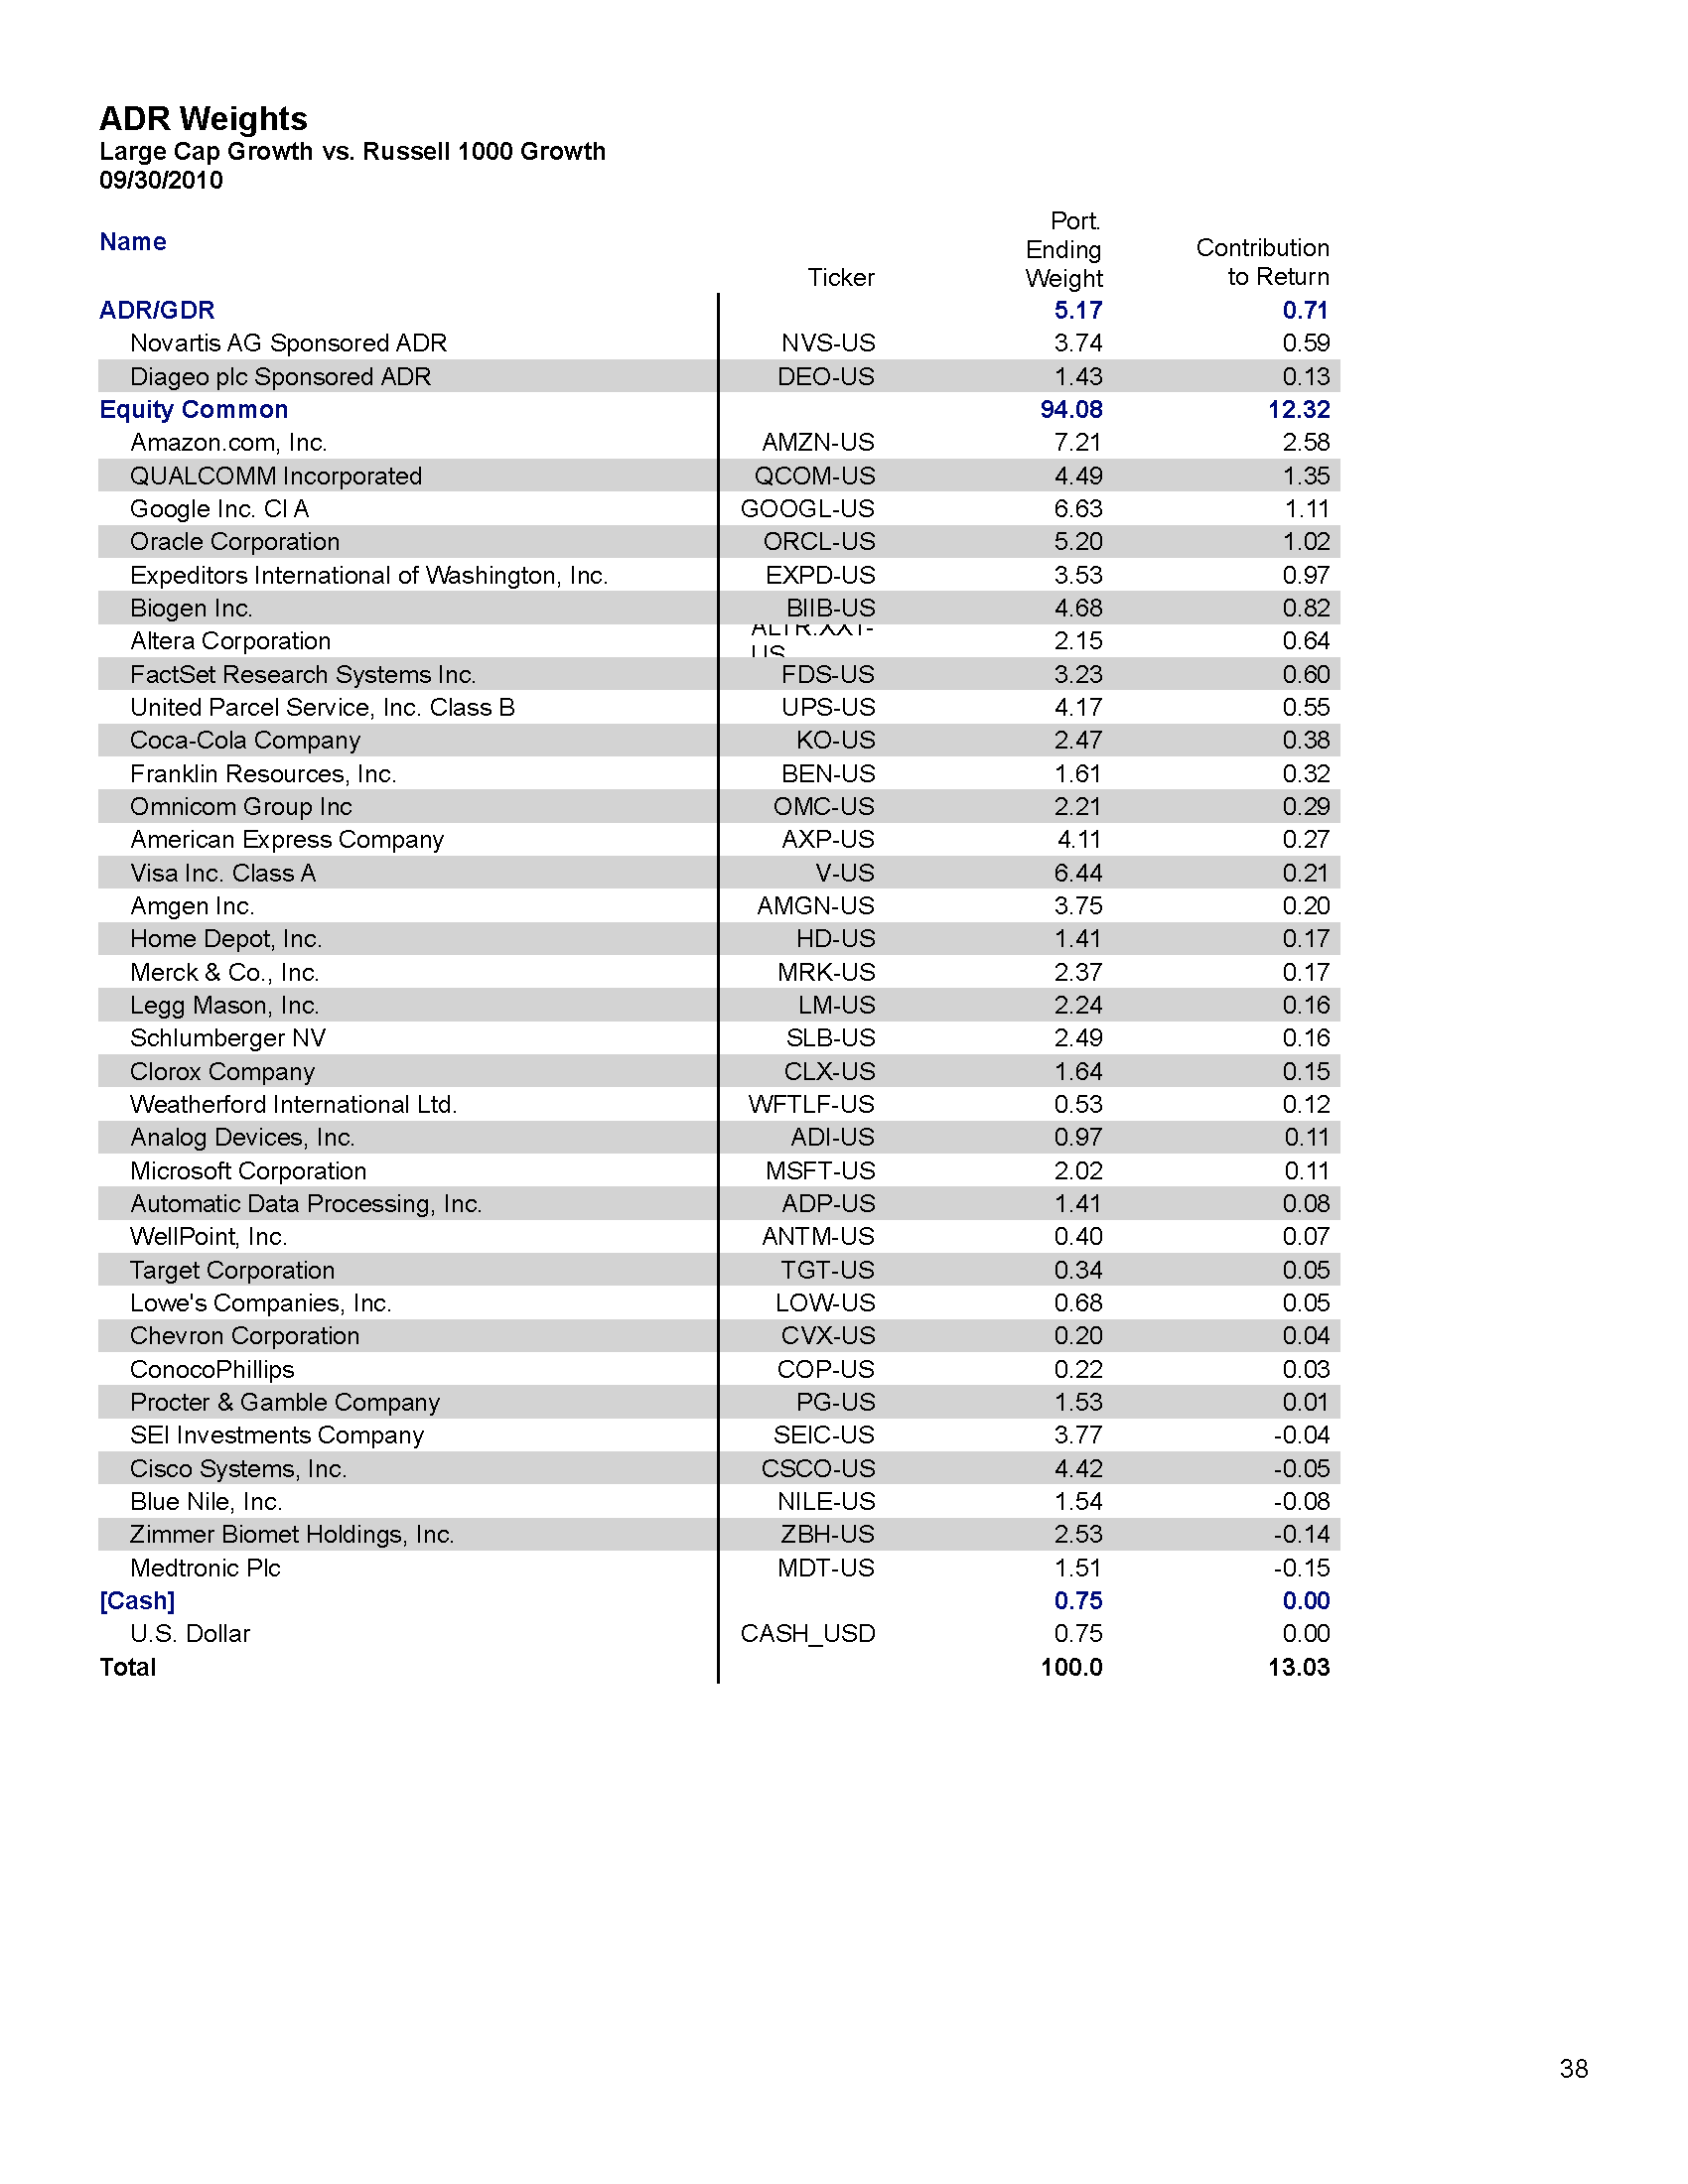 ADR Weights
Large Cap Growth vs. Russell 1000 Growth
09/30/2010
Name Ticker Port. Ending Weight Contribution to Return
ADR/GDR 5.17 0.71
Novartis AG Sponsored ADR NVS-US 3.74 0.59
Diageo plc Sponsored ADR DEO-US 1.43 0.13
Equity Common 94.08 12.32
Amazon.com, Inc. AMZN-US 7.21 2.58
QUALCOMM Incorporated QCOM-US 4.49 1.35
Google Inc. Cl A GOOGL-US 6.63 1.11
Oracle Corporation ORCL-US 5.20 1.02
Expeditors International of Washington, Inc. EXPD-US 3.53 0.97
Biogen Inc. BIIB-US 4.68 0.82
Altera Corporation ALTR.XX1-US 2.15 0.64
FactSet Research Systems Inc. FDS-US 3.23 0.60
United Parcel Service, Inc. Class B UPS-US 4.17 0.55
Coca-Cola Company KO-US 2.47 0.38
Franklin Resources, Inc. BEN-US 1.61 0.32
Omnicom Group Inc OMC-US 2.21 0.29
American Express Company AXP-US 4.11 0.27
Visa Inc. Class A V-US 6.44 0.21
Amgen Inc. AMGN-US 3.75 0.20
Home Depot, Inc. HD-US 1.41 0.17
Merck & Co., Inc. MRK-US 2.37 0.17
Legg Mason, Inc. LM-US 2.24 0.16
Schlumberger NV SLB-US 2.49 0.16
Clorox Company CLX-US 1.64 0.15
Weatherford International Ltd. WFTLF-US 0.53 0.12
Analog Devices, Inc. ADI-US 0.97 0.11
Microsoft Corporation MSFT-US 2.02 0.11
Automatic Data Processing, Inc. ADP-US 1.41 0.08
WellPoint, Inc. ANTM-US 0.40 0.07
Target Corporation TGT-US 0.34 0.05
Lowe's Companies, Inc. LOW-US 0.68 0.05
Chevron Corporation CVX-US 0.20 0.04
ConocoPhillips COP-US 0.22 0.03
Procter & Gamble Company PG-US 1.53 0.01
SEI Investments Company SEIC-US 3.77 -0.04
Cisco Systems, Inc. CSCO-US 4.42 -0.05
Blue Nile, Inc. NILE-US 1.54 -0.08
Zimmer Biomet Holdings, Inc. ZBH-US 2.53 -0.14
Medtronic Plc MDT-US 1.51 -0.15
[Cash] 0.75 0.00
U.S. Dollar CASH_USD 0.75 0.00
Total 100.0 13.03
38